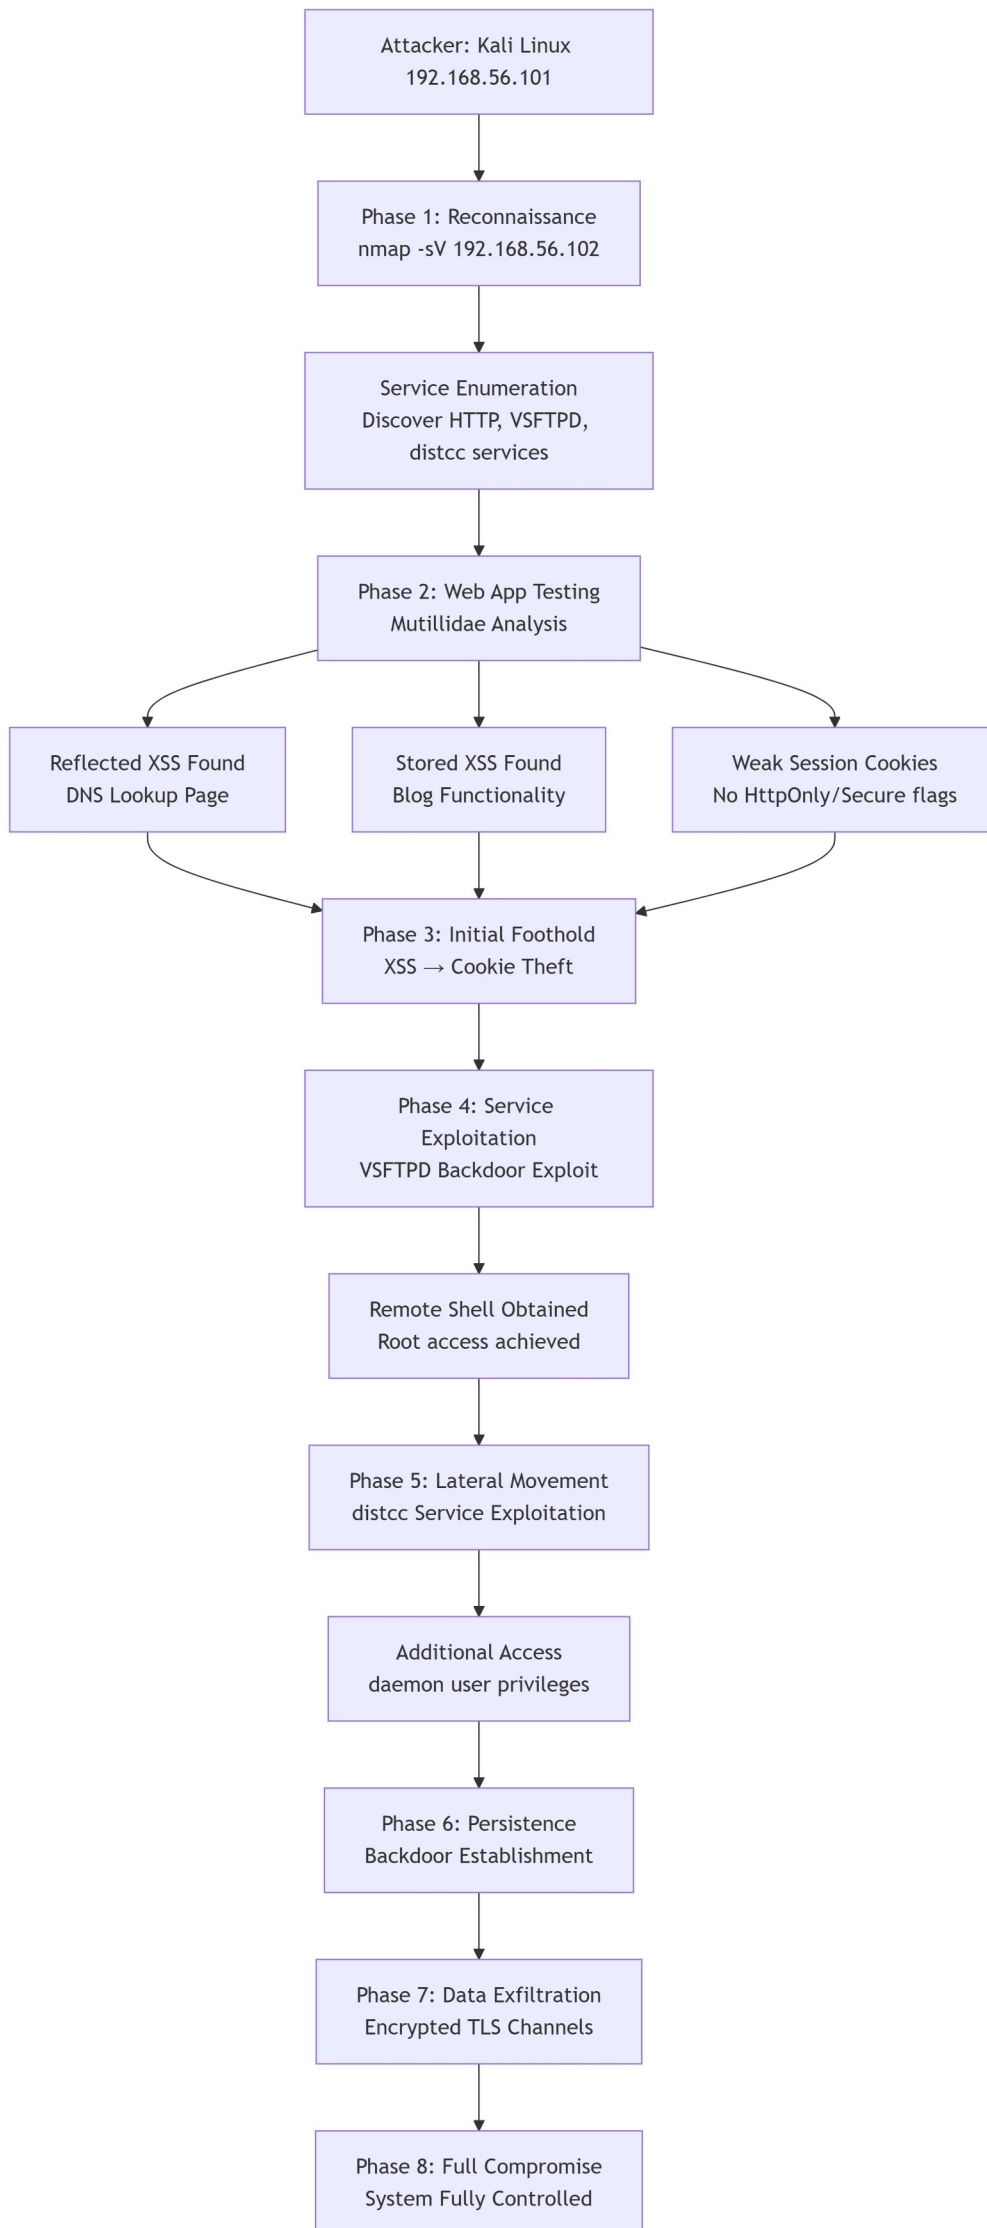 Attacker: Kali Linux
192.168.56.101
Phase 1: Reconnaissance
nmap -sV 192.168.56.102
Service Enumeration
Discover HTTP, VSFTPD,
distcc services
Phase 2: Web App Testing
Mutillidae Analysis
Reflected XSS Found
DNS Lookup Page
Stored XSS Found
Blog Functionality
Weak Session Cookies
No HttpOnly/Secure flags
Phase 3: Initial Foothold
XSS → Cookie Theft
Phase 4: Service
Exploitation
VSFTPD Backdoor Exploit
Remote Shell Obtained
Root access achieved
Phase 5: Lateral Movement
distcc Service Exploitation
Additional Access
daemon user privileges
Phase 6: Persistence
Backdoor Establishment
Phase 7: Data Exfiltration
Encrypted TLS Channels
Phase 8: Full Compromise
System Fully Controlled